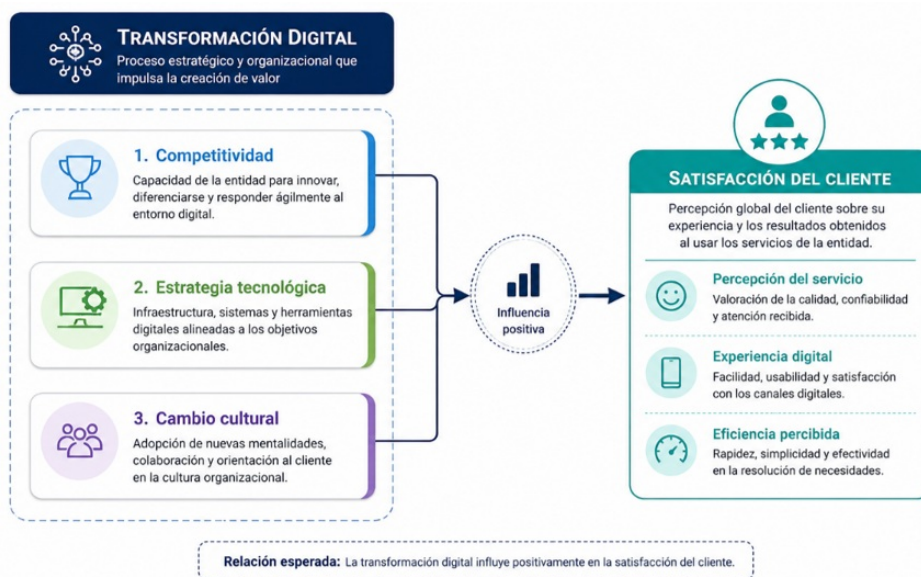 TRANSFORMACIÓN DIGITAL
Proceso estratégico y organizacional que
impulsa la creación de valor
1. Competitividad
Capacidad de la entidad para innovar,
diferenciarse y responder ágilmente al
entorno digital.
2. Estrategia tecnológica
Infraestructura, sistemas y herramientas
digitales alineadas a los objetivos
organizacionales.
3. Cambio cultural
Adopción de nuevas mentalidades,
colaboración y orientación al cliente
en la cultura organizacional.
Influencia
positiva
SATISFACCIÓN DEL CLIENTE
Percepción global del cliente sobre su
experiencia y los resultados obtenidos
al usar los servicios de la entidad.
Percepción del servicio
Valoración de la calidad, confiabilidad
y atención recibida.
Experiencia digital
Facilidad, usabilidad y satisfacción
con los canales digitales.
Eficiencia percibida
Rapidez, simplicidad y efectividad
en la resolución de necesidades.
Relación esperada: La transformación digital influye positivamente en la satisfacción del cliente.